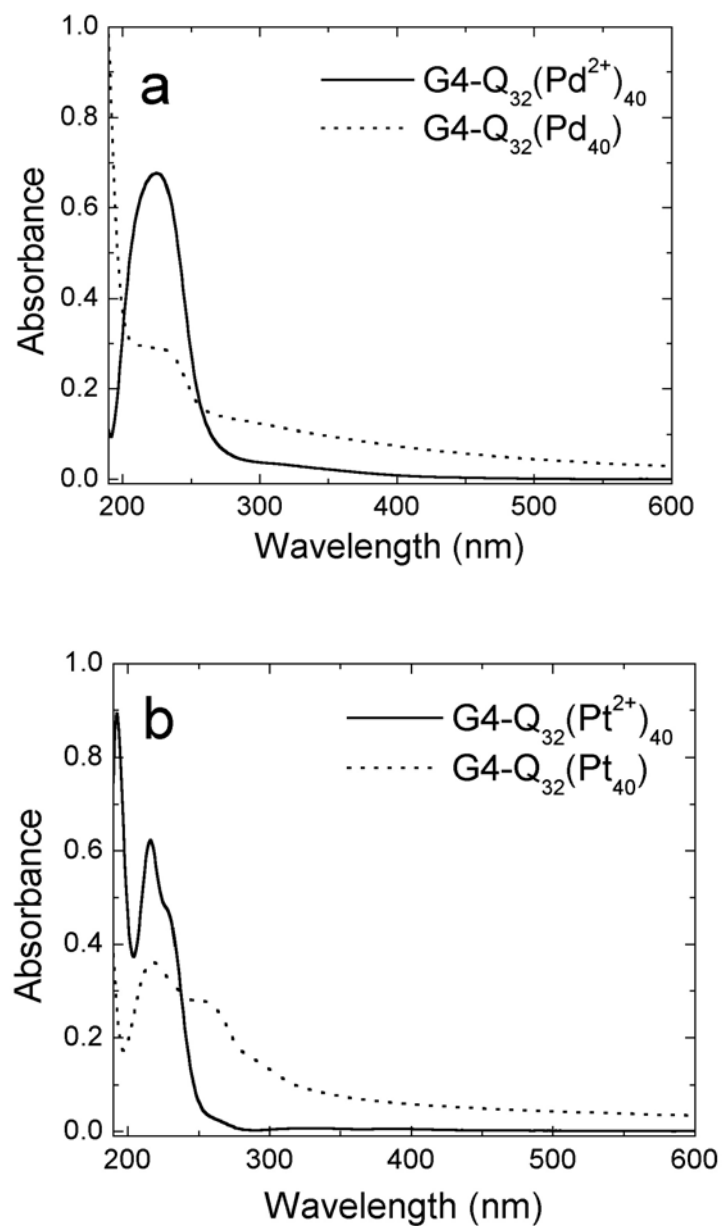 a
G4-Q₃₂(Pd²⁺)₄₀
G4-Q₃₂(Pd₄₀)
1.0
0.8
0.6
0.4
0.2
0.0
Absorbance
200 300 400 500 600
Wavelength (nm)
b
G4-Q₃₂(Pt²⁺)₄₀
G4-Q₃₂(Pt₄₀)
1.0
0.8
0.6
0.4
0.2
0.0
Absorbance
200 300 400 500 600
Wavelength (nm)